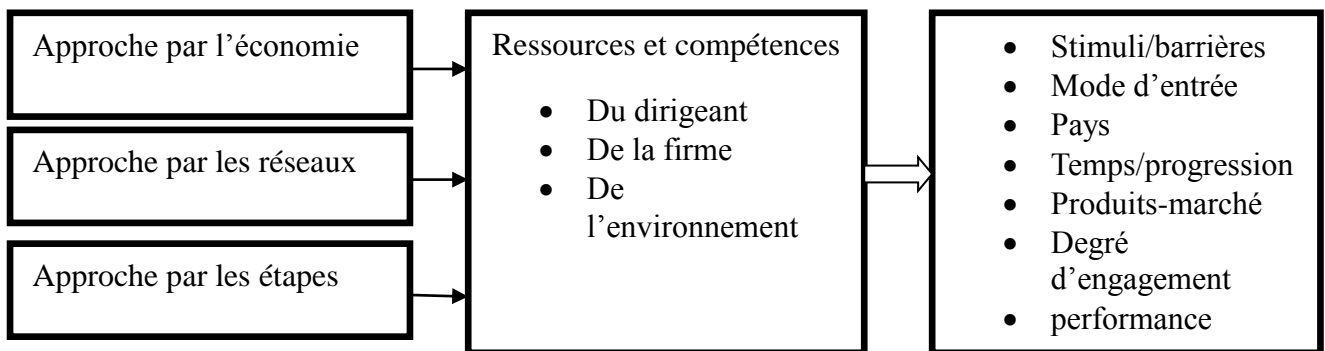 Approche par l’économie
Approche par les réseaux
Approche par les étapes
Ressources et compétences
• Du dirigeant
• De la firme
• De
l’environnement
• Stimuli/barrières
• Mode d’entrée
• Pays
• Temps/progression
• Produits-marché
• Degré
d’engagement
• performance